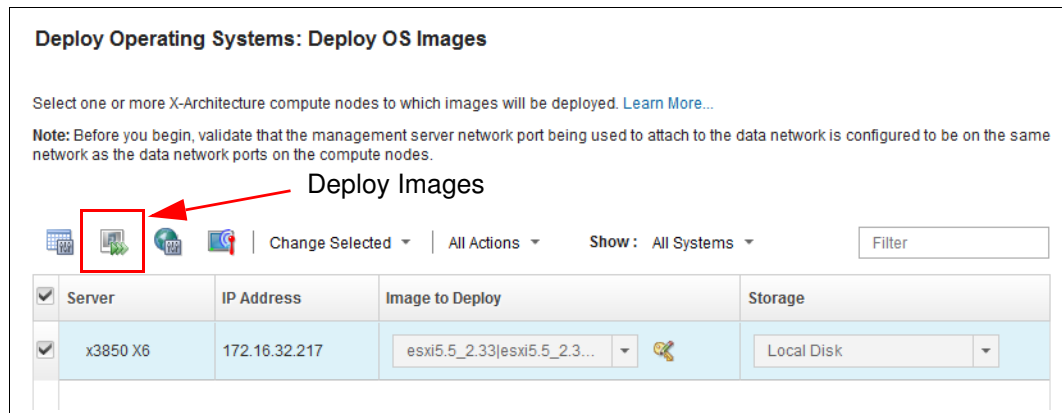 Deploy Operating Systems: Deploy OS Images
Select one or more X-Architecture compute nodes to which images will be deployed. Learn More...
Note: Before you begin, validate that the management server network port being used to attach to the data network is configured to be on the same
network as the data network ports on the compute nodes.
Deploy Images
Change Selected All Actions Show: All Systems Filter
Server IP Address Image to Deploy Storage
x3850 X6 172.16.32.217 esxi5.5_2.33|esxi5.5_2.3... Local Disk